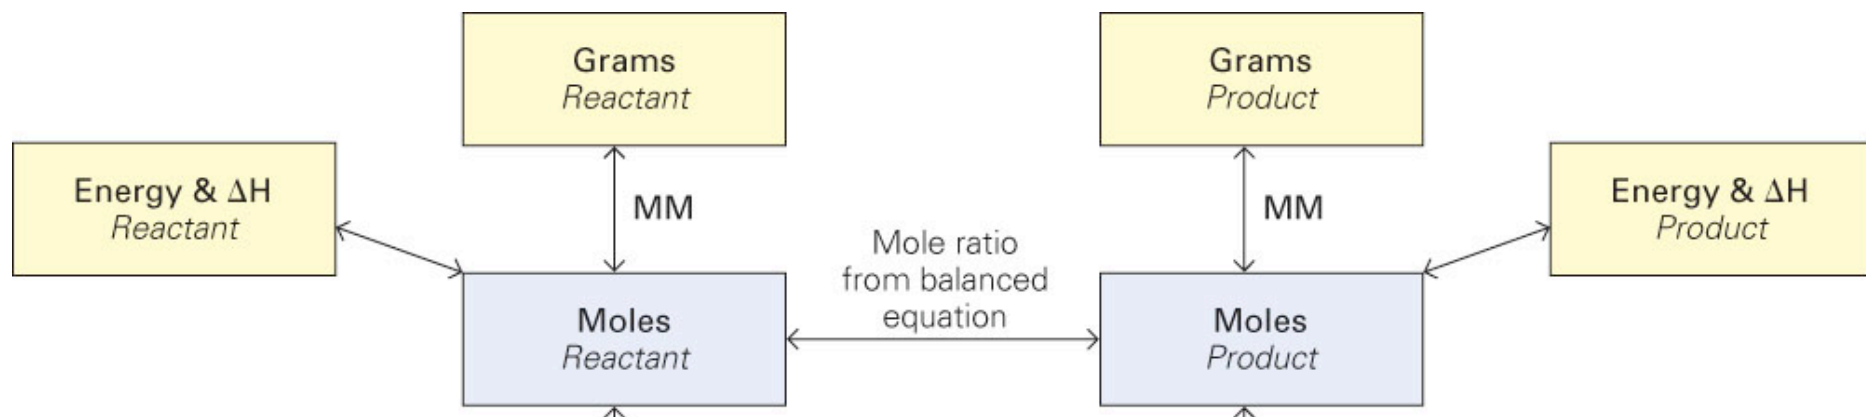 Grams
Reactant
Grams
Product
Energy & ΔH
Reactant
MM
MM
Energy & ΔH
Product
Mole ratio
from balanced
equation
Moles
Reactant
Moles
Product